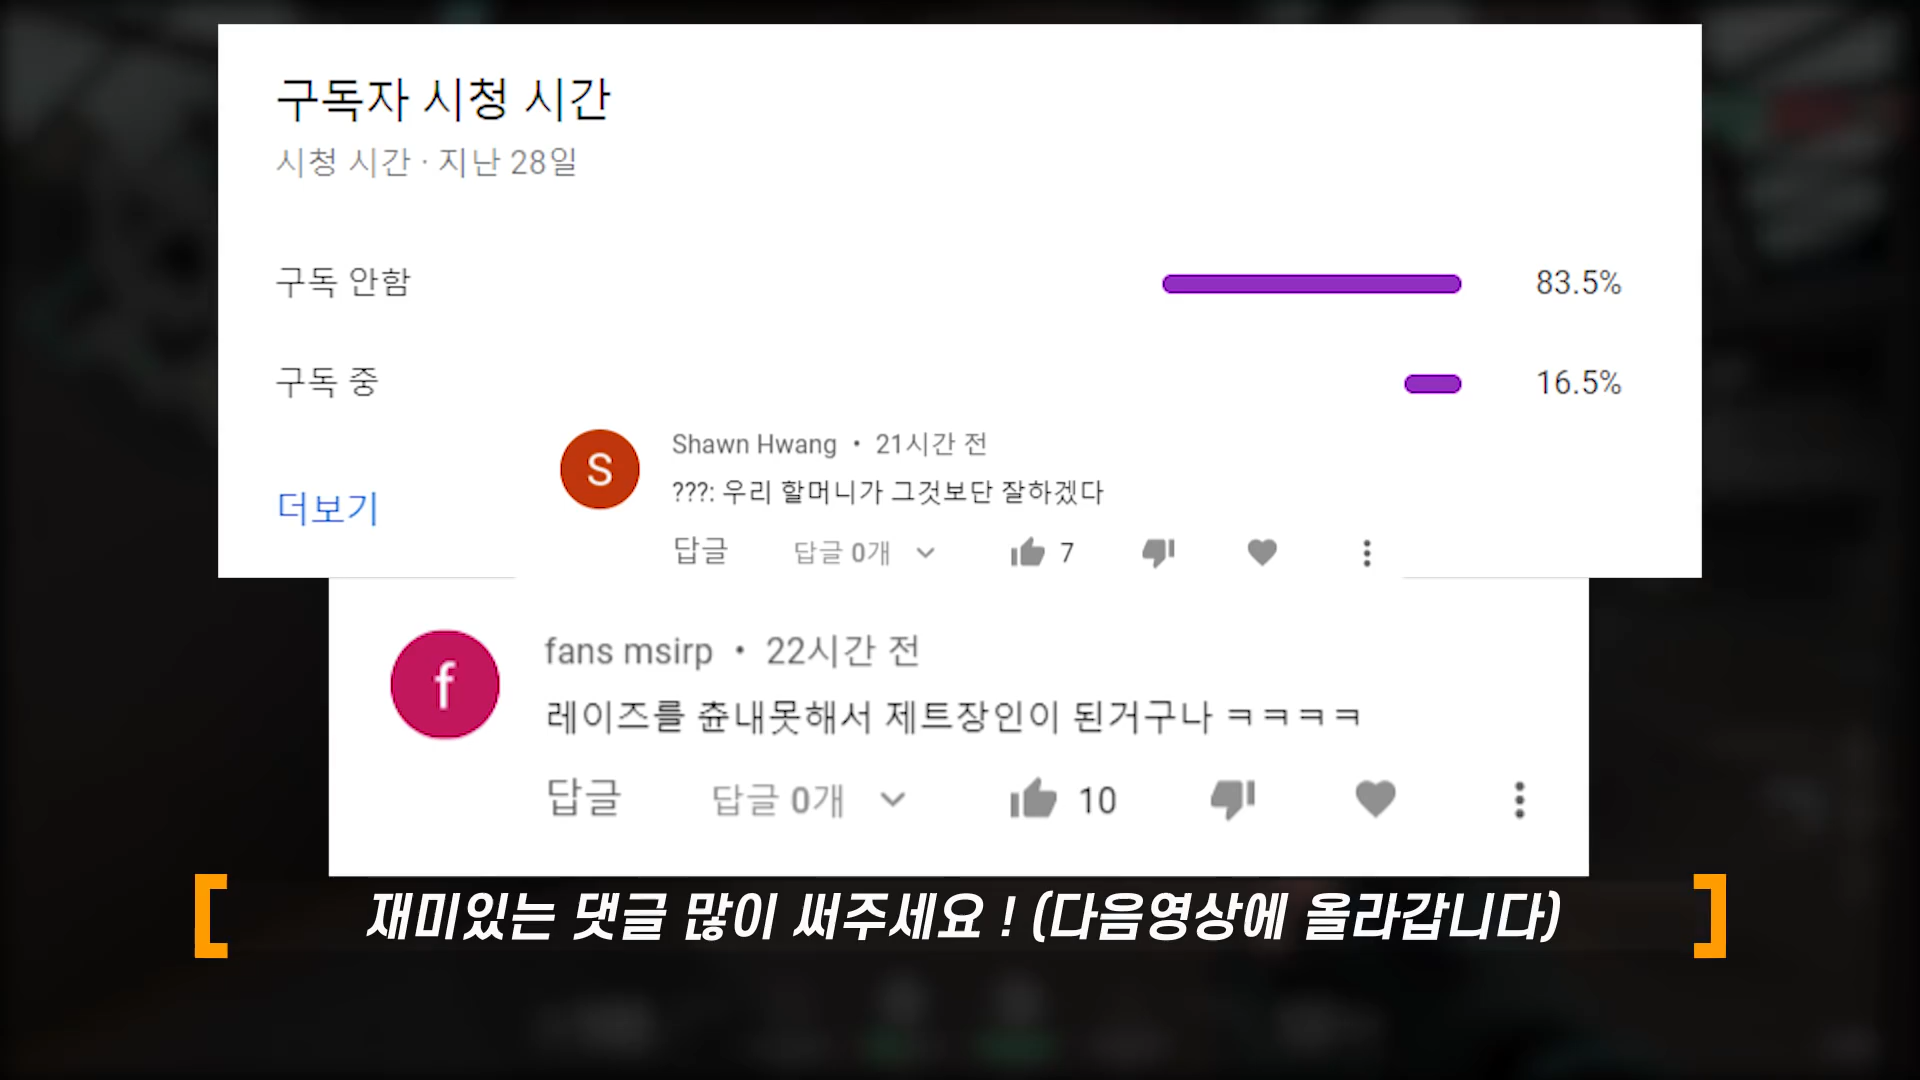 구독자 시청 시간
시청 시간 · 지난 28일
구독 안함 83.5%
구독 중 16.5%
더보기
S
Shawn Hwang • 21시간 전
???: 우리 할머니가 그것보단 잘하겠다
답글 답글 0개 7
f
fans msirp • 22시간 전
레이즈를 츈내못해서 제트장인이 된거구나 ㅋㅋㅋㅋ
답글 답글 0개 10
재미있는 댓글 많이 써주세요 ! (다음영상에 올라갑니다)